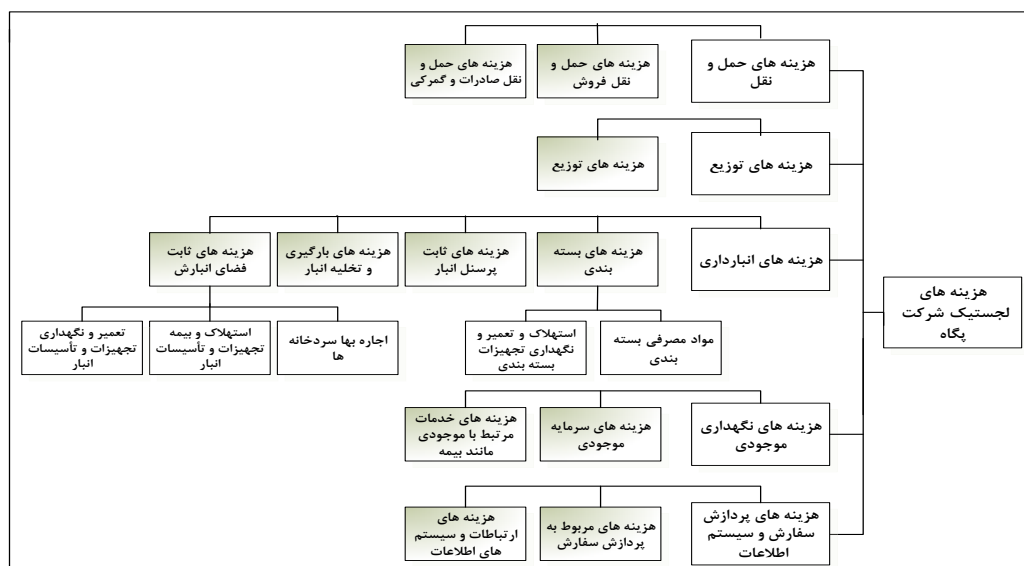 هزینه های
لجستیک شرکت
پگاه
هزینه های حمل و
نقل
هزینه های حمل و
نقل فروش
هزینه های حمل و
نقل صادرات و گمرکی
هزینه های توزیع
هزینه های توزیع
هزینه های انبارداری
هزینه های بسته
بندی
هزینه های ثابت
پرسنل انبار
هزینه های بارگیری
و تخلیه انبار
هزینه های ثابت
فضای انبارش
مواد مصرفی بسته
بندی
استهلاک و تعمیر و
نگهداری تجهیزات
بسته بندی
اجاره بها سردخانه
ها
استهلاک و بیمه
تجهیزات و تأسیسات
انبار
تعمیر و نگهداری
تجهیزات و تأسیسات
انبار
هزینه های نگهداری
موجودی
هزینه های سرمایه
موجودی
هزینه های خدمات
مرتبط با موجودی
مانند بیمه
هزینه های پردازش
سفارش و سیستم
اطلاعات
هزینه های مربوط به
پردازش سفارش
هزینه های
ارتباطات و سیستم
های اطلاعات